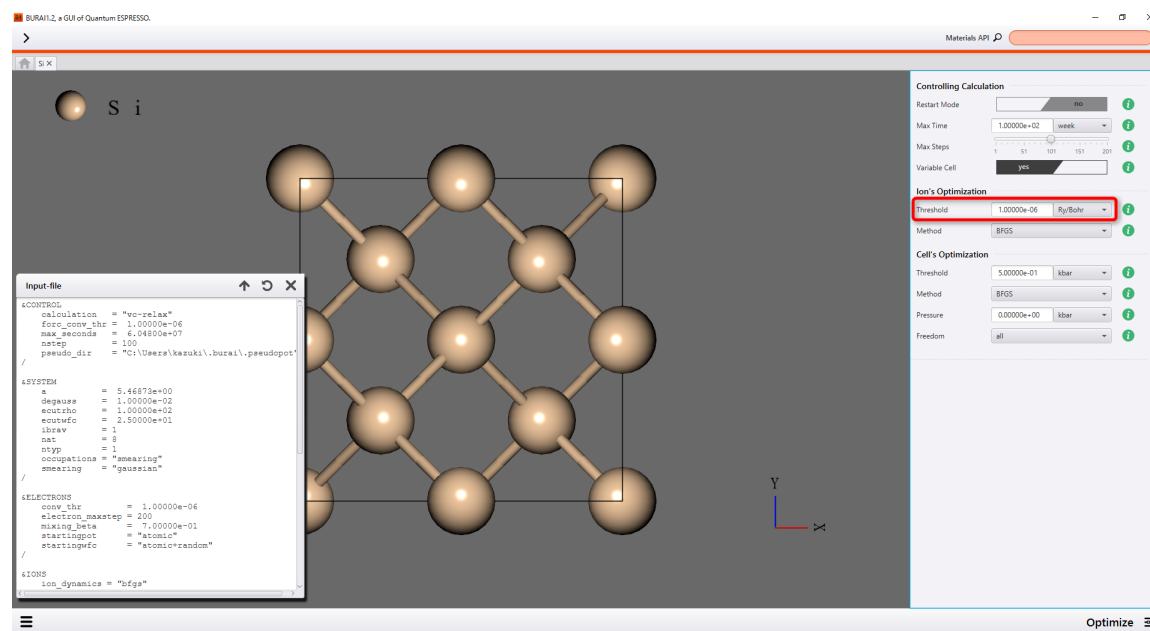 BURAI1.2, a GUI of Quantum ESPRESSO.
Materials API
Si
S i
Controlling Calculation
Restart Mode no
Max Time 1.00000e+02 week
Max Steps 1 51 101 151 201
Variable Cell yes
Ion's Optimization
Threshold 1.00000e-06 Ry/Bohr
Method BFGS
Cell's Optimization
Threshold 5.00000e-01 kbar
Method BFGS
Pressure 0.00000e+00 kbar
Freedom all
Input-file
&CONTROL
calculation = "vc-relax"
forc_conv_thr = 1.00000e-06
max_seconds = 6.04800e+07
nstep = 100
pseudo_dir = "C:\Users\kazuki\.burai\.pseudopot"
/
&SYSTEM
a = 5.46873e+00
degauss = 1.00000e-02
ecutrho = 1.00000e+02
ecutwfc = 2.50000e+01
ibrav = 1
nat = 8
ntyp = 1
occupations = "smearing"
smearing = "gaussian"
/
&ELECTRONS
conv_thr = 1.00000e-06
electron_maxstep = 200
mixing_beta = 7.00000e-01
startingpot = "atomic"
startingwfc = "atomic+random"
/
&IONS
ion_dynamics = "bfgs"
Y
X
Optimize